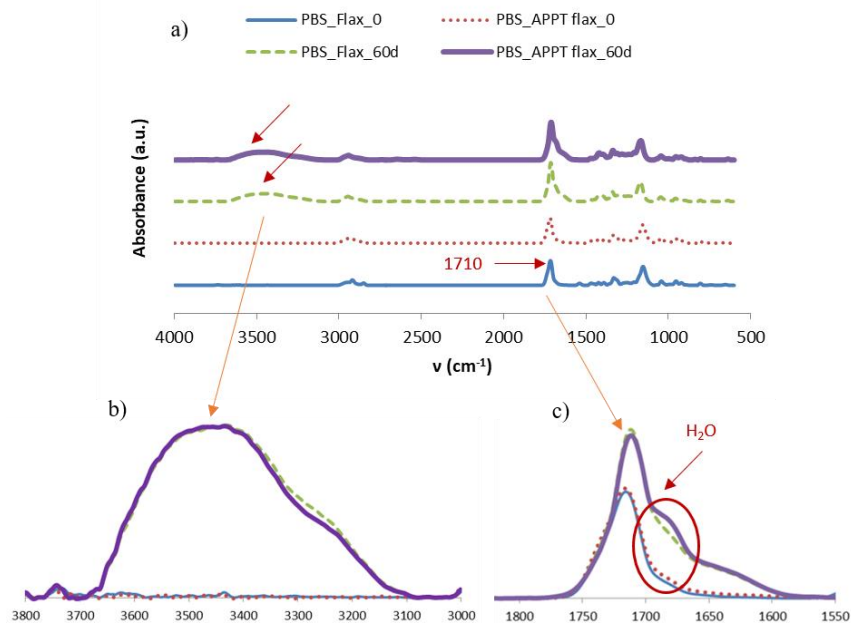 a)
PBS_Flax_0
PBS_APPT flax_0
PBS_Flax_60d
PBS_APPT flax_60d
Absorbance (a.u.)
1710
4000 3500 3000 2500 2000 1500 1000 500
ν (cm⁻¹)
b)
3800 3700 3600 3500 3400 3300 3200 3100 3000
c)
H₂O
1800 1750 1700 1650 1600 1550